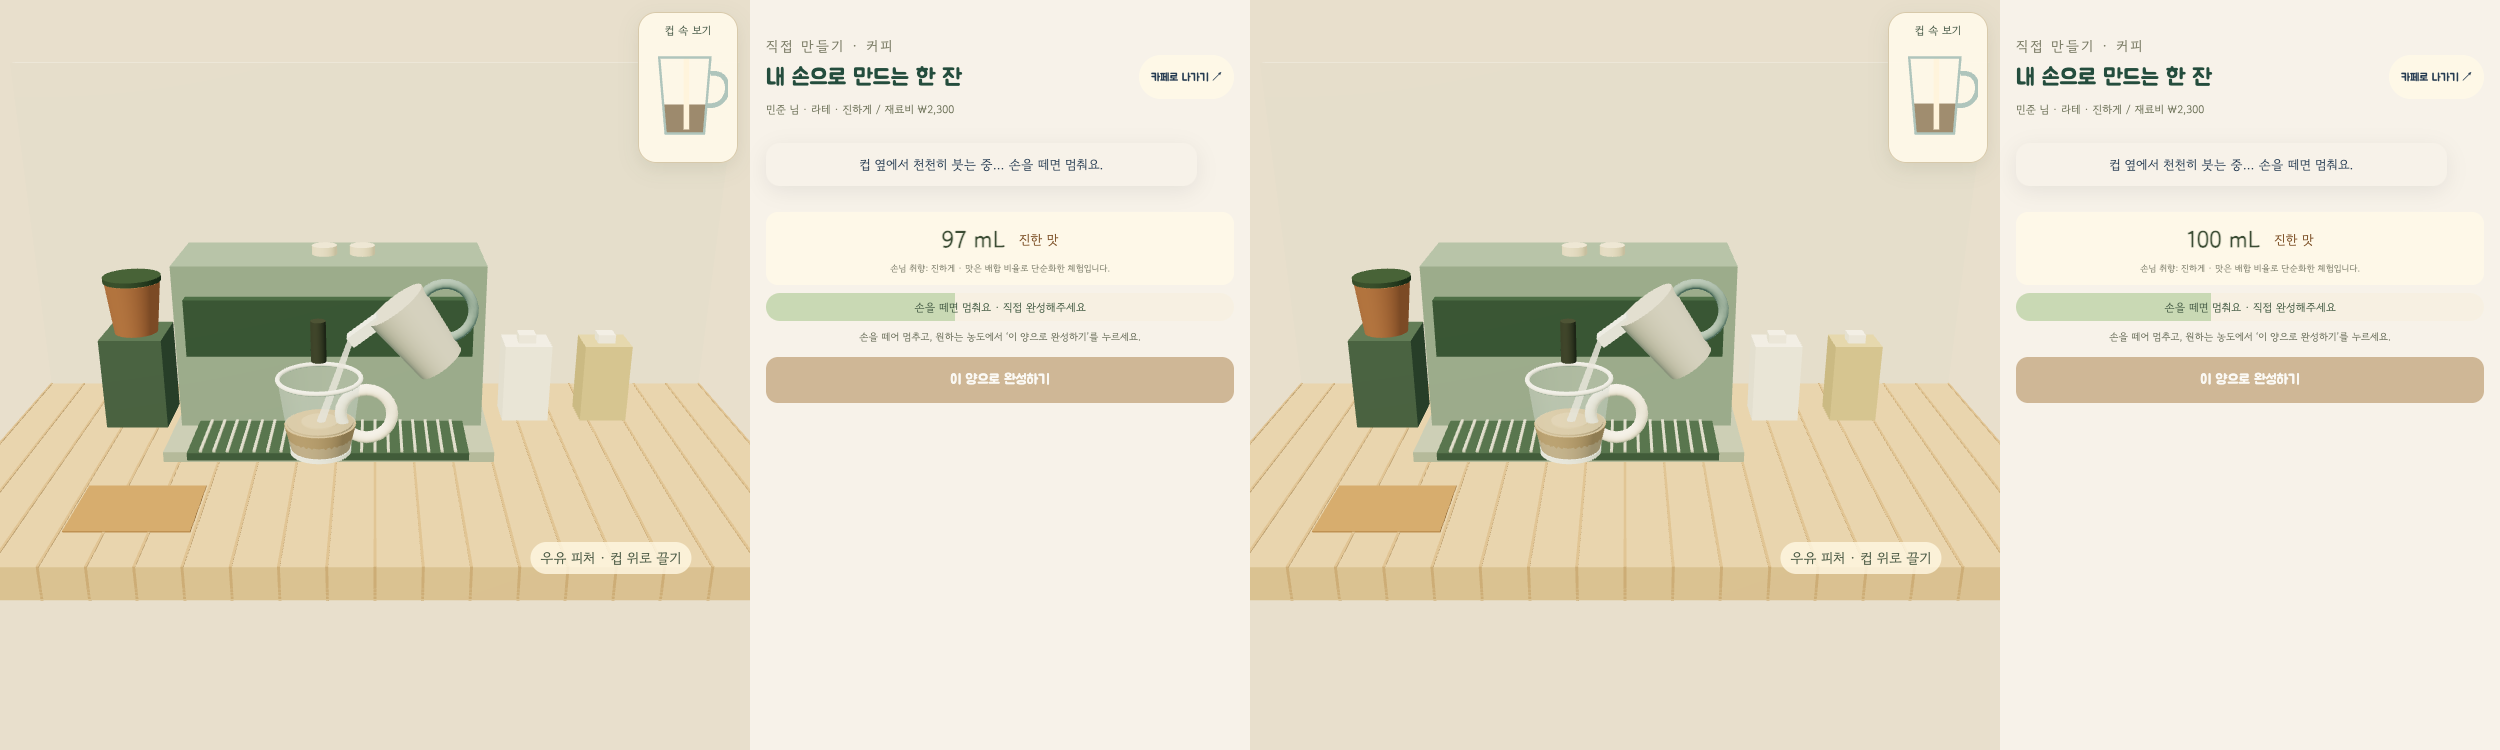 컵 속 보기
직접 만들기 · 커피
내 손으로 만드는 한 잔
카페로 나가기 ↗
민준 님 · 라테 · 진하게 / 재료비 ₩2,300
컵 옆에서 천천히 붓는 중… 손을 떼면 멈춰요.
97 mL 진한 맛
손님 취향: 진하게 · 맛은 배합 비율로 단순화한 체험입니다.
손을 떼면 멈춰요 · 직접 완성해주세요
손을 떼어 멈추고, 원하는 농도에서 ‘이 양으로 완성하기’를 누르세요.
이 양으로 완성하기
우유 피처 · 컵 위로 끌기
컵 속 보기
직접 만들기 · 커피
내 손으로 만드는 한 잔
카페로 나가기 ↗
민준 님 · 라테 · 진하게 / 재료비 ₩2,300
컵 옆에서 천천히 붓는 중… 손을 떼면 멈춰요.
100 mL 진한 맛
손님 취향: 진하게 · 맛은 배합 비율로 단순화한 체험입니다.
손을 떼면 멈춰요 · 직접 완성해주세요
손을 떼어 멈추고, 원하는 농도에서 ‘이 양으로 완성하기’를 누르세요.
이 양으로 완성하기
우유 피처 · 컵 위로 끌기